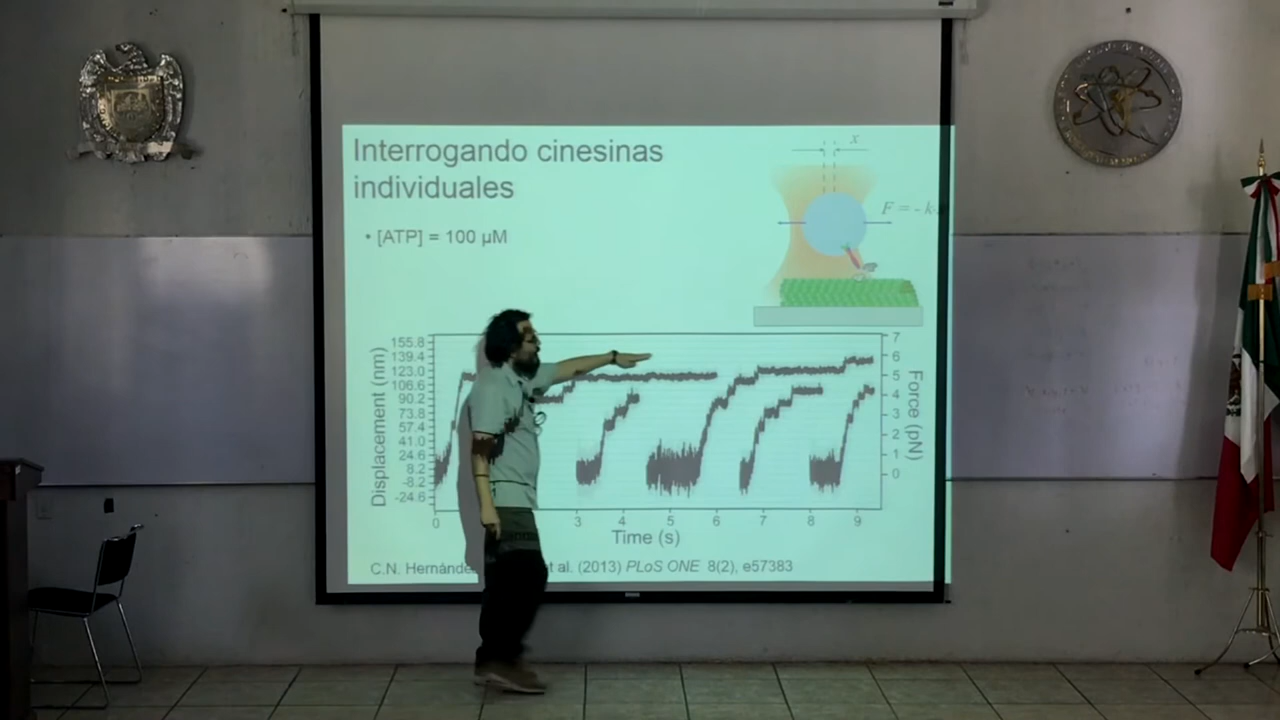 Interrogando cinesinas
individuales
• [ATP] = 100 µM
x
F = - k
Displacement (nm)
155.8
139.4
123.0
106.6
90.2
73.8
57.4
41.0
24.6
8.2
-8.2
-24.6
7
6
5
4
3
2
1
0
Force (pN)
0 3 4 5 6 7 8 9
Time (s)
C.N. al. (2013) PLoS ONE 8(2), e57383